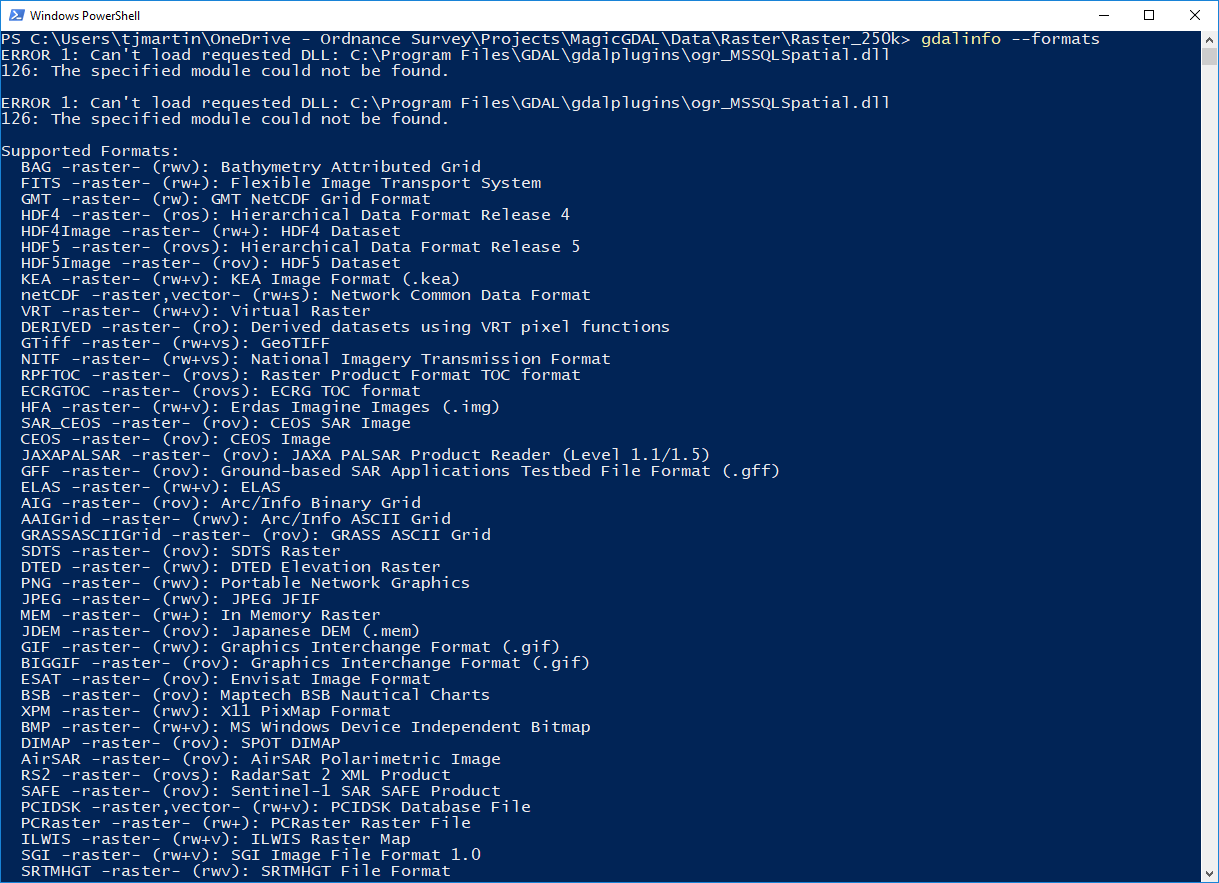 Windows PowerShell
PS C:\Users\tjmartin\OneDrive - Ordnance Survey\Projects\MagicGDAL\Data\Raster\Raster_250k> gdalinfo --formats
ERROR 1: Can't load requested DLL: C:\Program Files\GDAL\gdalplugins\ogr_MSSQLSpatial.dll
126: The specified module could not be found.
ERROR 1: Can't load requested DLL: C:\Program Files\GDAL\gdalplugins\ogr_MSSQLSpatial.dll
126: The specified module could not be found.
Supported Formats:
BAG -raster- (rwv): Bathymetry Attributed Grid
FITS -raster- (rw+): Flexible Image Transport System
GMT -raster- (rw): GMT NetCDF Grid Format
HDF4 -raster- (ros): Hierarchical Data Format Release 4
HDF4Image -raster- (rw+): HDF4 Dataset
HDF5 -raster- (rovs): Hierarchical Data Format Release 5
HDF5Image -raster- (rov): HDF5 Dataset
KEA -raster- (rw+v): KEA Image Format (.kea)
netCDF -raster,vector- (rw+s): Network Common Data Format
VRT -raster- (rw+v): Virtual Raster
DERIVED -raster- (ro): Derived datasets using VRT pixel functions
GTiff -raster- (rw+vs): GeoTIFF
NITF -raster- (rw+vs): National Imagery Transmission Format
RPFTOC -raster- (rovs): Raster Product Format TOC format
ECRGTOC -raster- (rovs): ECRG TOC format
HFA -raster- (rw+v): Erdas Imagine Images (.img)
SAR_CEOS -raster- (rov): CEOS SAR Image
CEOS -raster- (rov): CEOS Image
JAXAPALSAR -raster- (rov): JAXA PALSAR Product Reader (Level 1.1/1.5)
GFF -raster- (rov): Ground-based SAR Applications Testbed File Format (.gff)
ELAS -raster- (rw+v): ELAS
AIG -raster- (rov): Arc/Info Binary Grid
AAIGrid -raster- (rwv): Arc/Info ASCII Grid
GRASSASCIIGrid -raster- (rov): GRASS ASCII Grid
SDTS -raster- (rov): SDTS Raster
DTED -raster- (rwv): DTED Elevation Raster
PNG -raster- (rwv): Portable Network Graphics
JPEG -raster- (rwv): JPEG JFIF
MEM -raster- (rw+): In Memory Raster
JDEM -raster- (rov): Japanese DEM (.mem)
GIF -raster- (rwv): Graphics Interchange Format (.gif)
BIGGIF -raster- (rov): Graphics Interchange Format (.gif)
ESAT -raster- (rov): Envisat Image Format
BSB -raster- (rov): Maptech BSB Nautical Charts
XPM -raster- (rwv): X11 PixMap Format
BMP -raster- (rw+v): MS Windows Device Independent Bitmap
DIMAP -raster- (rov): SPOT DIMAP
AirSAR -raster- (rov): AirSAR Polarimetric Image
RS2 -raster- (rovs): RadarSat 2 XML Product
SAFE -raster- (rov): Sentinel-1 SAR SAFE Product
PCIDSK -raster,vector- (rw+v): PCIDSK Database File
PCRaster -raster- (rw+): PCRaster Raster File
ILWIS -raster- (rw+v): ILWIS Raster Map
SGI -raster- (rw+v): SGI Image File Format 1.0
SRTMHGT -raster- (rwv): SRTMHGT File Format